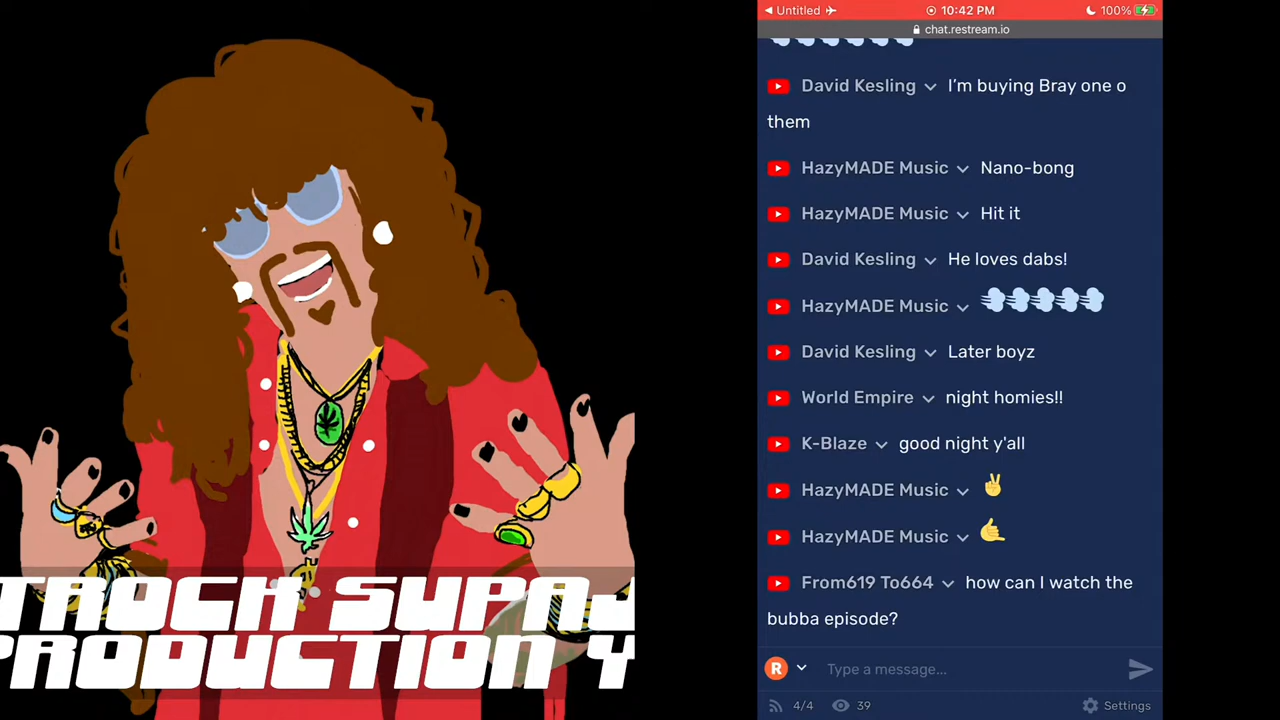 TROCK SUPAJ
PRODUCTION Y
Untitled
10:42 PM
100%
chat.restream.io
David Kesling I'm buying Bray one o
them
HazyMADE Music Nano-bong
HazyMADE Music Hit it
David Kesling He loves dabs!
HazyMADE Music 💨💨💨💨💨
David Kesling Later boyz
World Empire night homies!!
K-Blaze good night y'all
HazyMADE Music ✌️
HazyMADE Music 🤙
From619 To664 how can I watch the
bubba episode?
R Type a message...
4/4 39 Settings